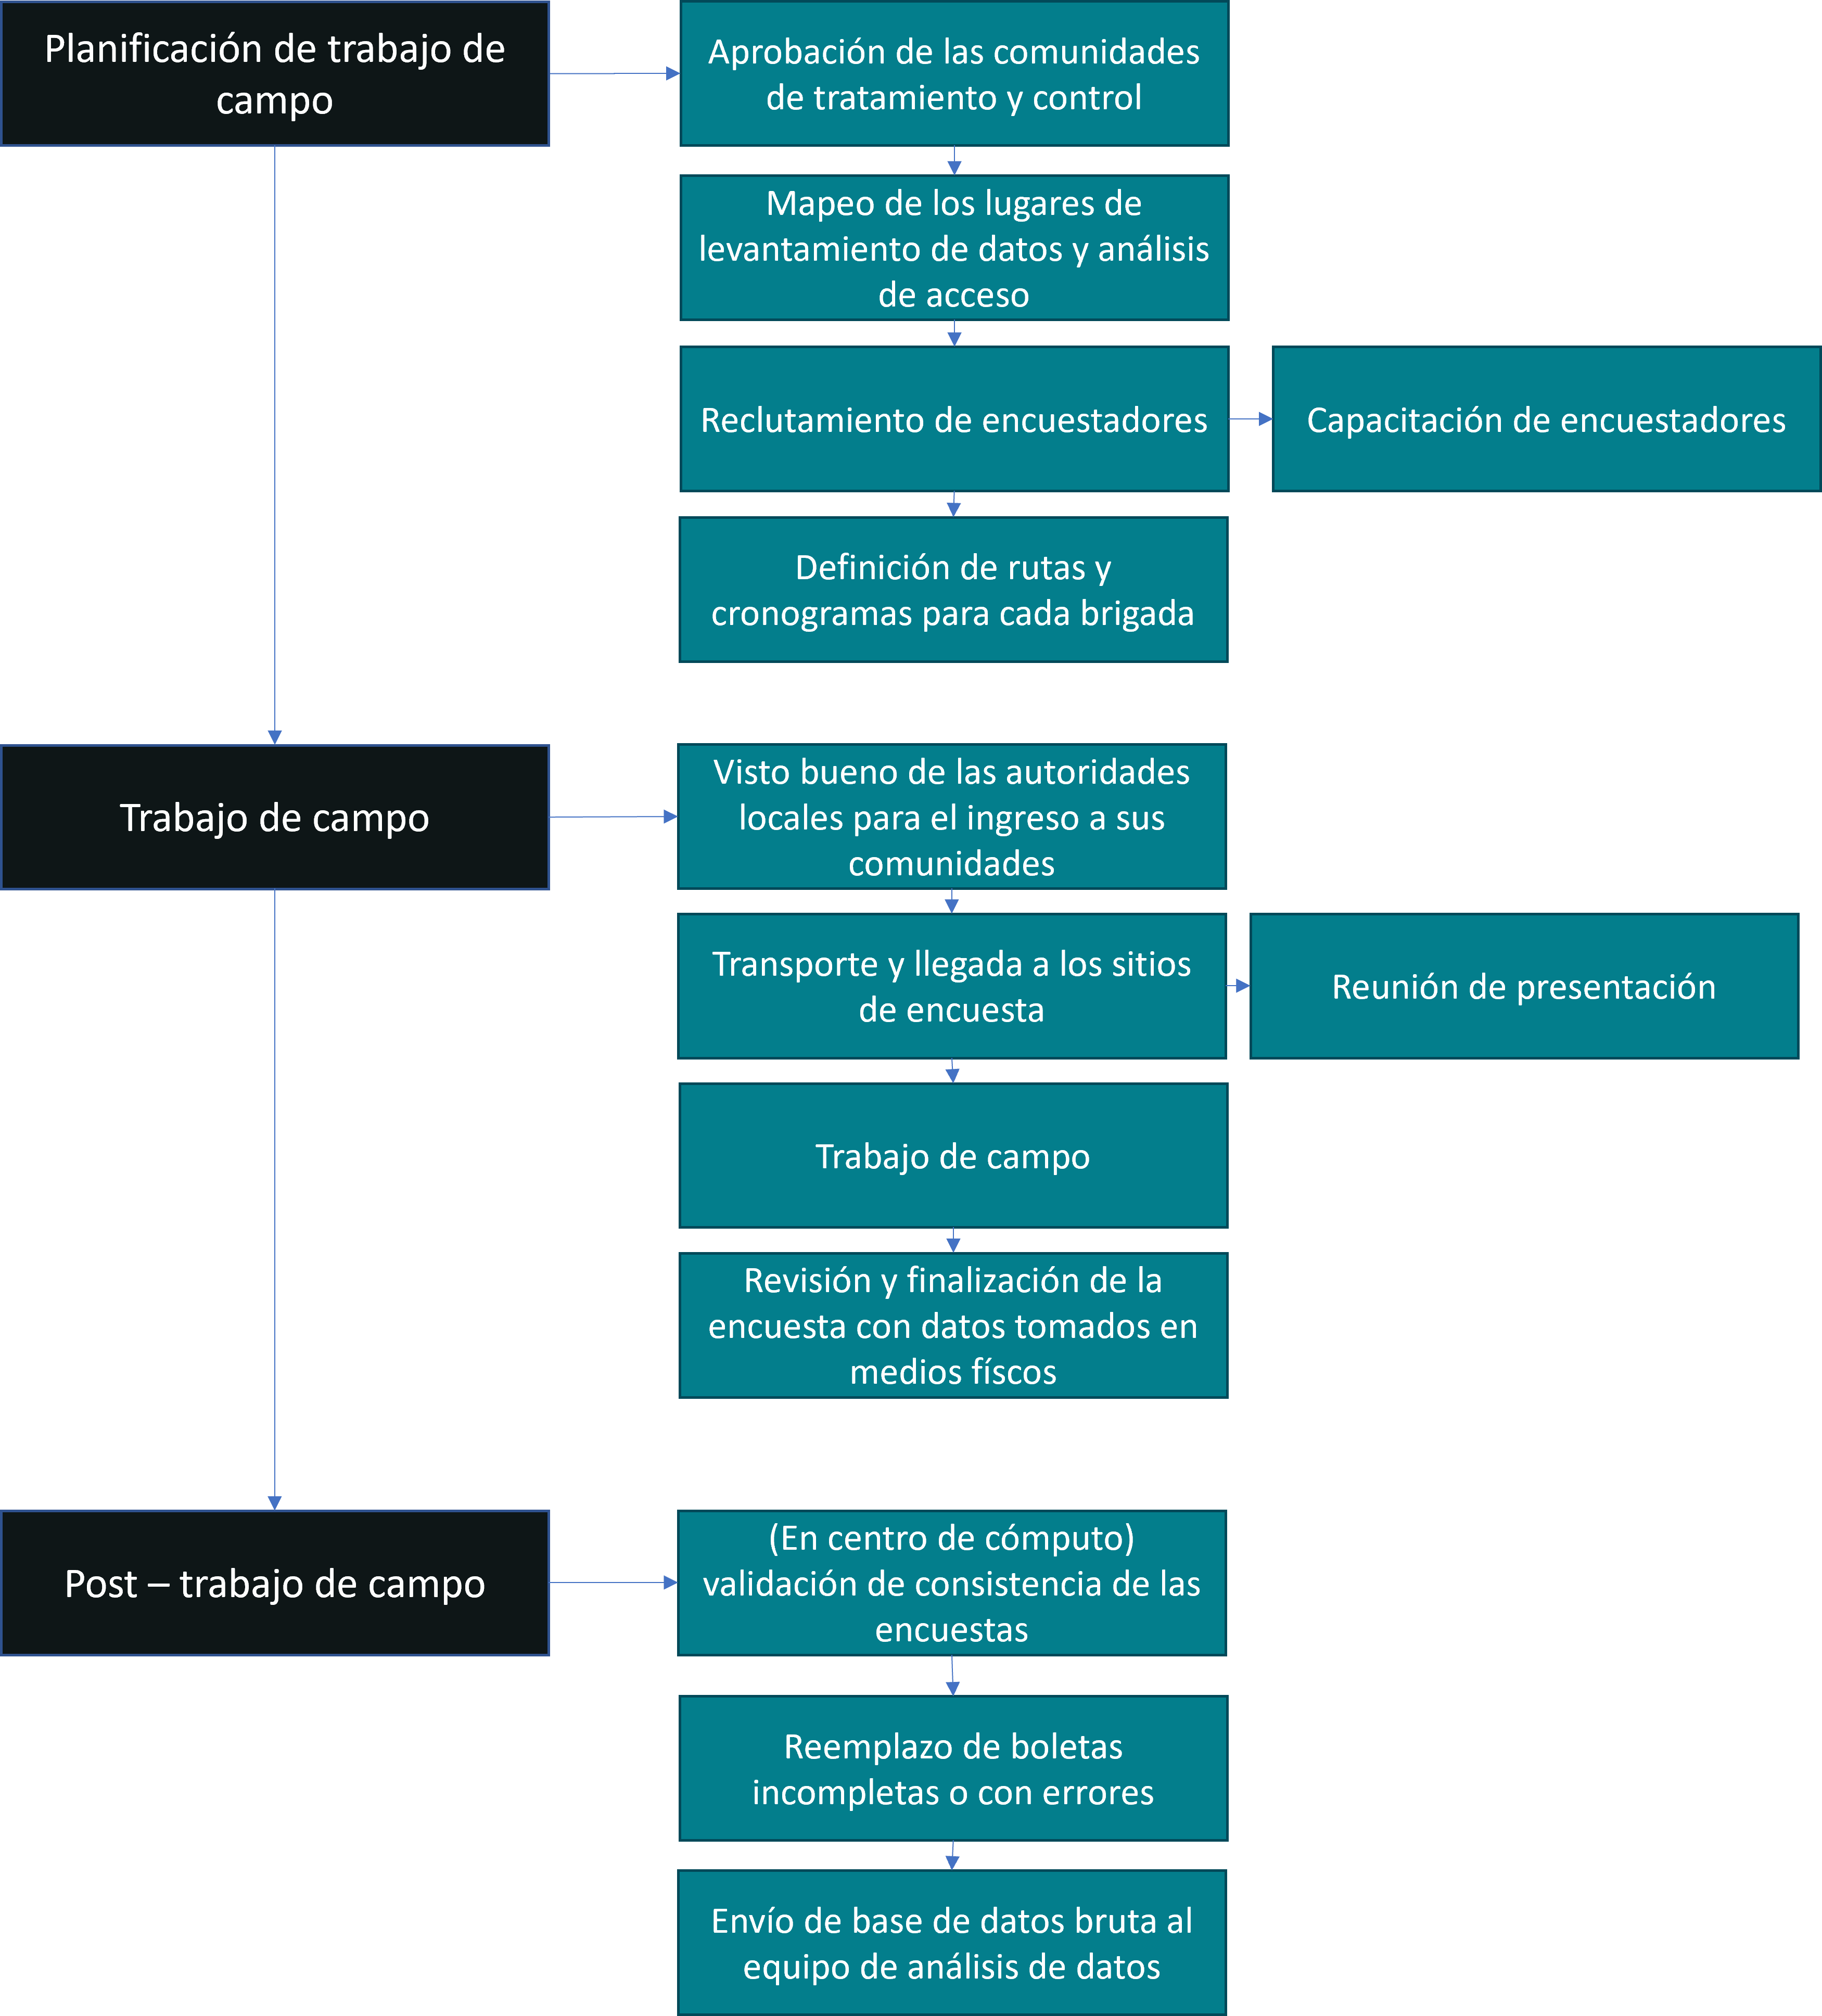 Planificación de trabajo de
campo
Aprobación de las comunidades
de tratamiento y control
Mapeo de los lugares de
levantamiento de datos y análisis
de acceso
Reclutamiento de encuestadores
Capacitación de encuestadores
Definición de rutas y
cronogramas para cada brigada
Trabajo de campo
Visto bueno de las autoridades
locales para el ingreso a sus
comunidades
Transporte y llegada a los sitios
de encuesta
Reunión de presentación
Trabajo de campo
Revisión y finalización de la
encuesta con datos tomados en
medios físcos
Post – trabajo de campo
(En centro de cómputo)
validación de consistencia de las
encuestas
Reemplazo de boletas
incompletas o con errores
Envío de base de datos bruta al
equipo de análisis de datos